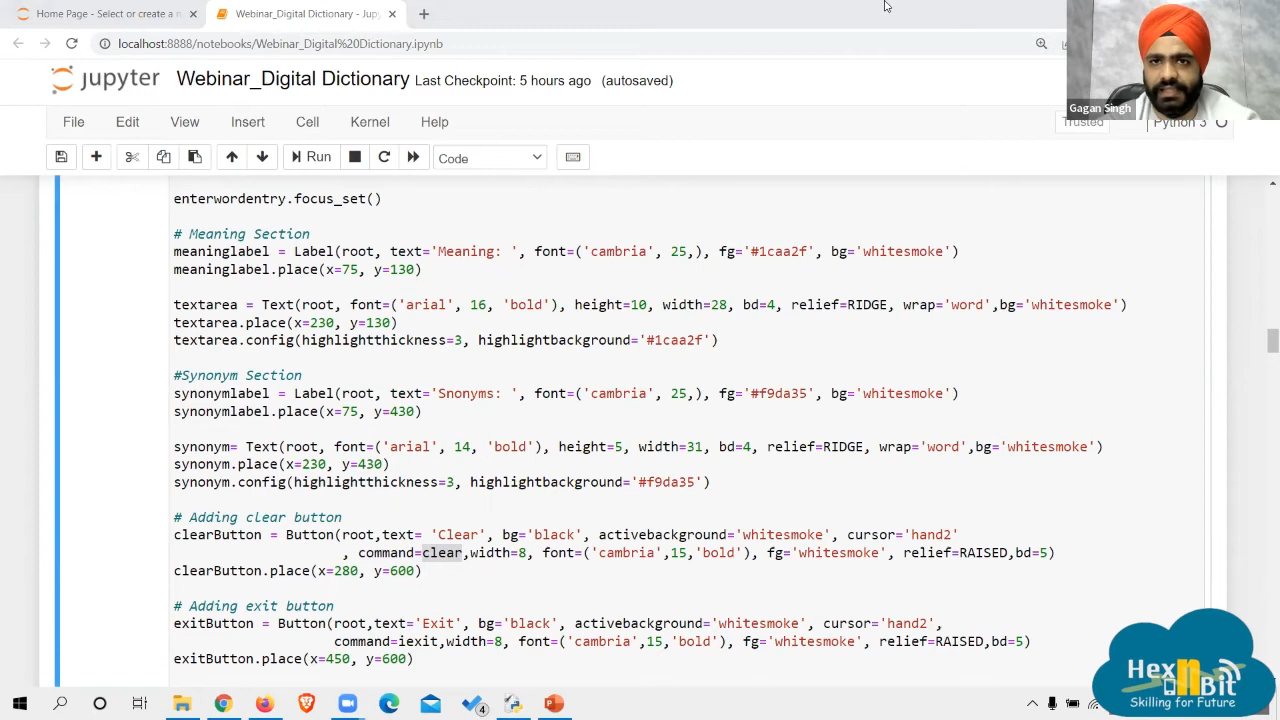 Home Page - Select or create a n
Webinar_Digital Dictionary - Jupy
localhost:8888/notebooks/Webinar_Digital%20Dictionary.ipynb
jupyter Webinar_Digital Dictionary Last Checkpoint: 5 hours ago (autosaved)
Gagan Singh
File Edit View Insert Cell Kernel Help Trusted Python 3
Run Code
enterwordentry.focus_set()
# Meaning Section
meaninglabel = Label(root, text='Meaning: ', font=('cambria', 25,), fg='#1caa2f', bg='whitesmoke')
meaninglabel.place(x=75, y=130)
textarea = Text(root, font=('arial', 16, 'bold'), height=10, width=28, bd=4, relief=RIDGE, wrap='word',bg='whitesmoke')
textarea.place(x=230, y=130)
textarea.config(highlightthickness=3, highlightbackground='#1caa2f')
#Synonym Section
synonymlabel = Label(root, text='Snonyms: ', font=('cambria', 25,), fg='#f9da35', bg='whitesmoke')
synonymlabel.place(x=75, y=430)
synonym= Text(root, font=('arial', 14, 'bold'), height=5, width=31, bd=4, relief=RIDGE, wrap='word',bg='whitesmoke')
synonym.place(x=230, y=430)
synonym.config(highlightthickness=3, highlightbackground='#f9da35')
# Adding clear button
clearButton = Button(root,text= 'Clear', bg='black', activebackground='whitesmoke', cursor='hand2'
, command=clear,width=8, font=('cambria',15,'bold'), fg='whitesmoke', relief=RAISED,bd=5)
clearButton.place(x=280, y=600)
# Adding exit button
exitButton = Button(root,text='Exit', bg='black', activebackground='whitesmoke', cursor='hand2',
command=iexit,width=8, font=('cambria',15,'bold'), fg='whitesmoke', relief=RAISED,bd=5)
exitButton.place(x=450, y=600)
Hex n Bit
Skilling for Future
4